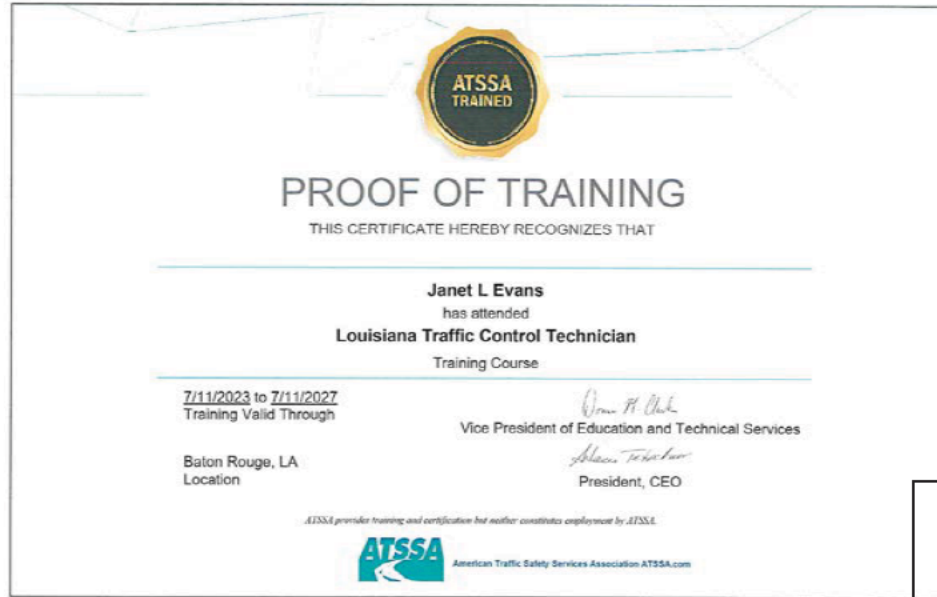 ATSSA
TRAINED
PROOF OF TRAINING
THIS CERTIFICATE HEREBY RECOGNIZES THAT
Janet L Evans
has attended
Louisiana Traffic Control Technician
Training Course
7/11/2023 to 7/11/2027
Training Valid Through
Vice President of Education and Technical Services
Baton Rouge, LA
Location
President, CEO
ATSSA provides training and certification but neither constitutes employment by ATSSA.
ATSSA
American Traffic Safety Services Association ATSSA.com